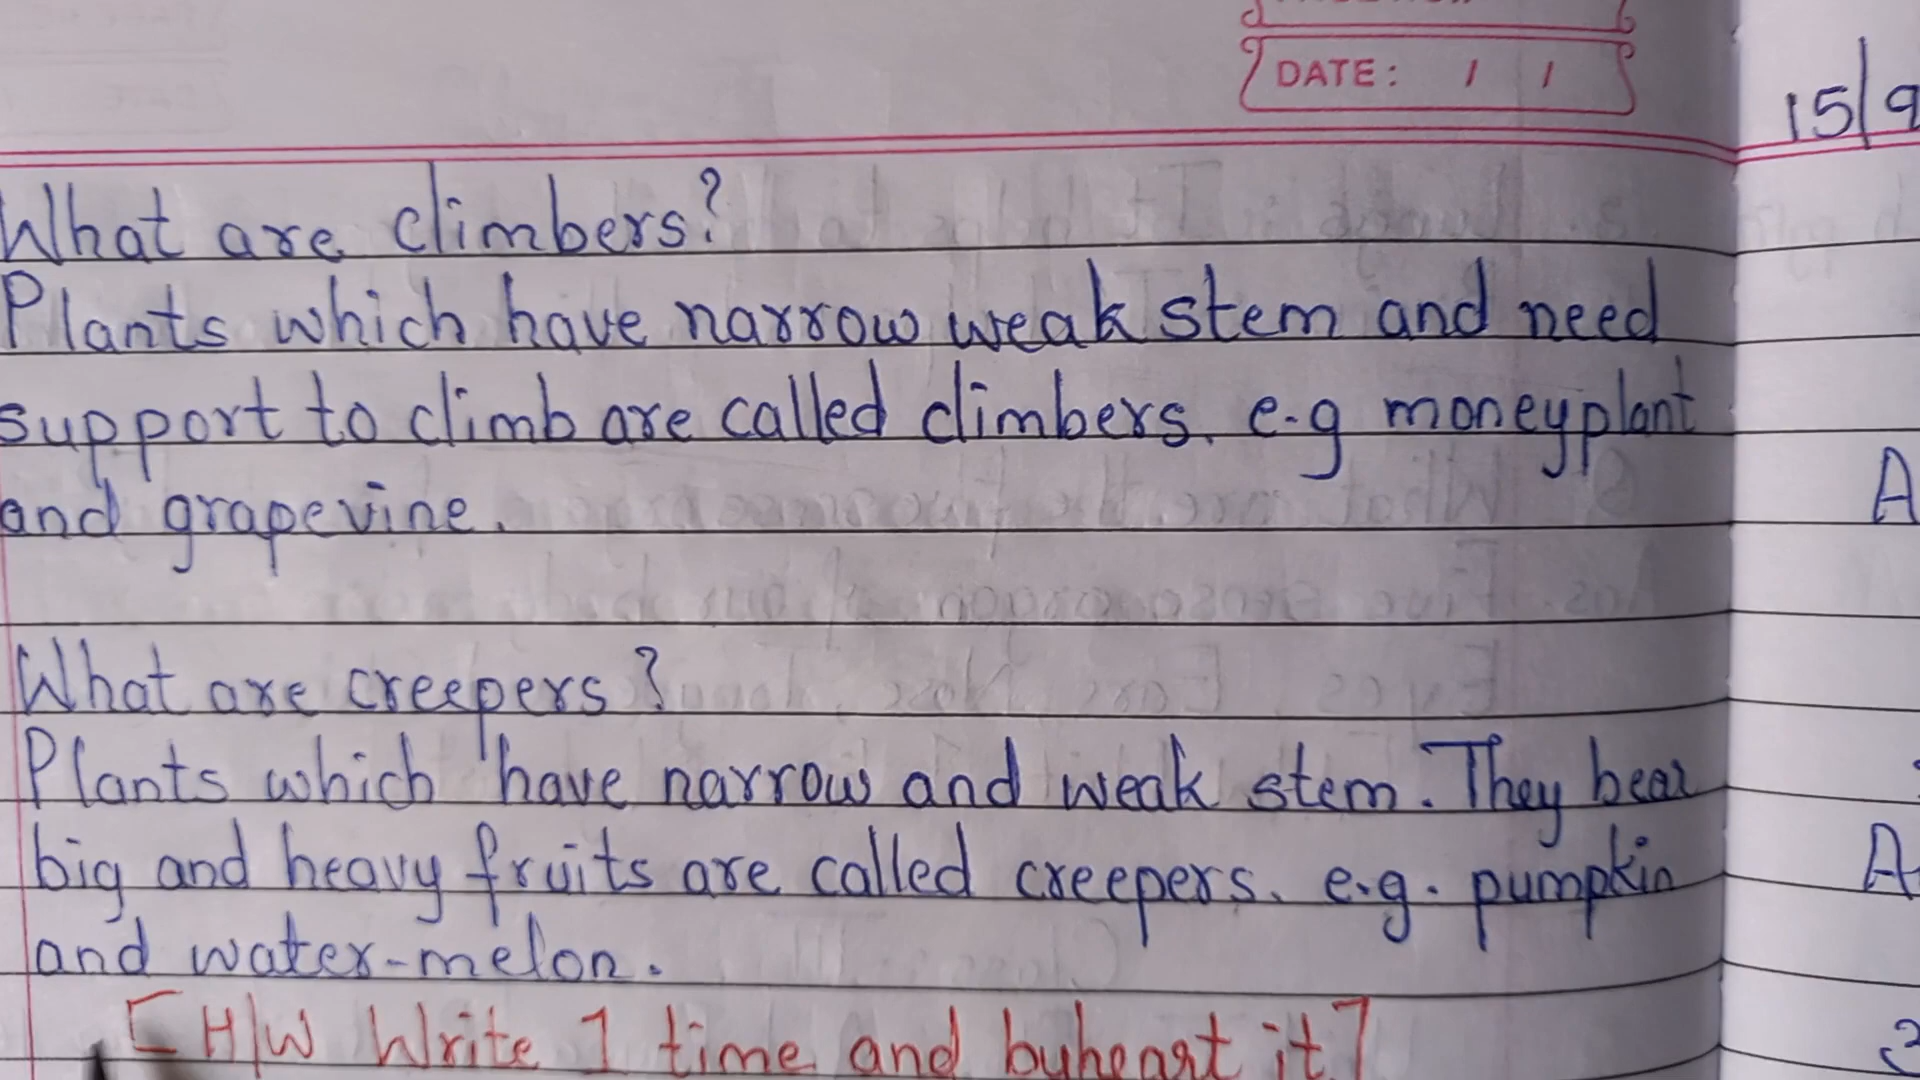 DATE: / /
15/9
What are climbers?
Plants which have narrow weak stem and need
support to climb are called climbers. e-g moneyplant
and grapevine.
A
What are creepers?
Plants which have narrow and weak stem. They bear
big and heavy fruits are called creepers. e.g. pumpkin
A
and water-melon.
[H/W Write 1 time and byheart it]
3